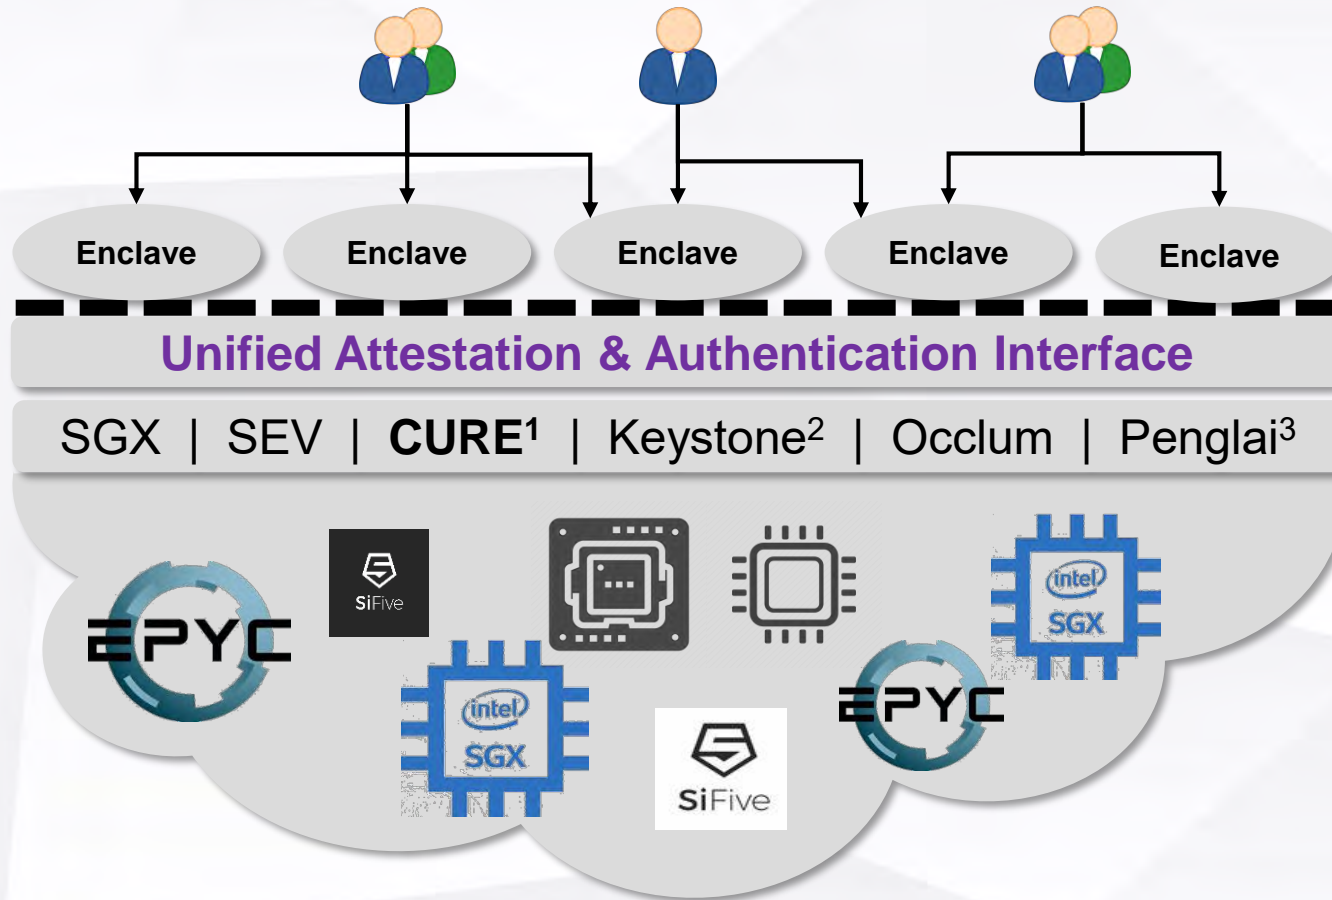 Enclave
Enclave
Enclave
Enclave
Enclave
Unified Attestation & Authentication Interface
SGX | SEV | CURE¹ | Keystone² | Occlum | Penglai³
SiFive
EPYC
intel
SGX
intel
SGX
EPYC
SiFive